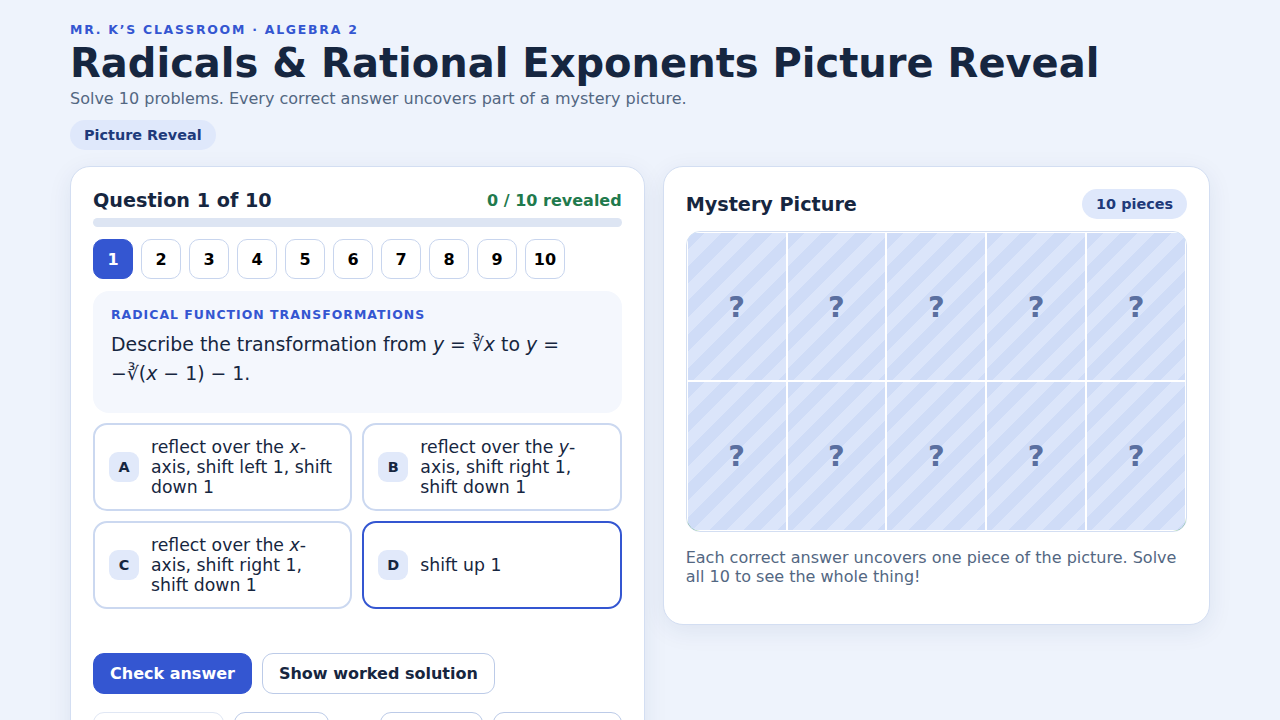 MR. K’S CLASSROOM · ALGEBRA 2
Radicals & Rational Exponents Picture Reveal
Solve 10 problems. Every correct answer uncovers part of a mystery picture.
Picture Reveal
Question 1 of 10
0 / 10 revealed
1 2 3 4 5 6 7 8 9 10
RADICAL FUNCTION TRANSFORMATIONS
Describe the transformation from y = ∛x to y =
−∛(x − 1) − 1.
A
reflect over the x-
axis, shift left 1, shift
down 1
B
reflect over the y-
axis, shift right 1,
shift down 1
C
reflect over the x-
axis, shift right 1,
shift down 1
D
shift up 1
Check answer
Show worked solution
Mystery Picture
10 pieces
? ? ? ? ?
? ? ? ? ?
Each correct answer uncovers one piece of the picture. Solve
all 10 to see the whole thing!